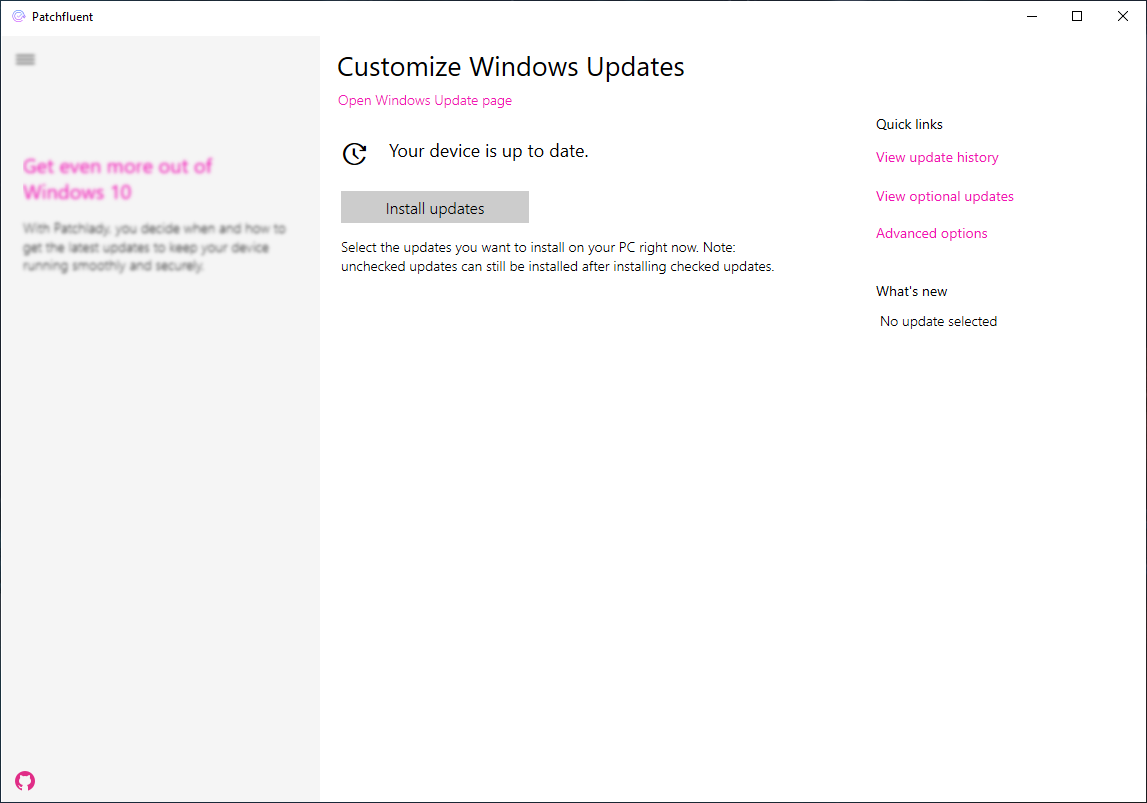 Patchfluent
Get even more out of
Windows 10
With Patchlady, you decide when and how to
get the latest updates to keep your device
running smoothly and securely.
Customize Windows Updates
Open Windows Update page
Your device is up to date.
Install updates
Select the updates you want to install on your PC right now. Note:
unchecked updates can still be installed after installing checked updates.
Quick links
View update history
View optional updates
Advanced options
What's new
No update selected